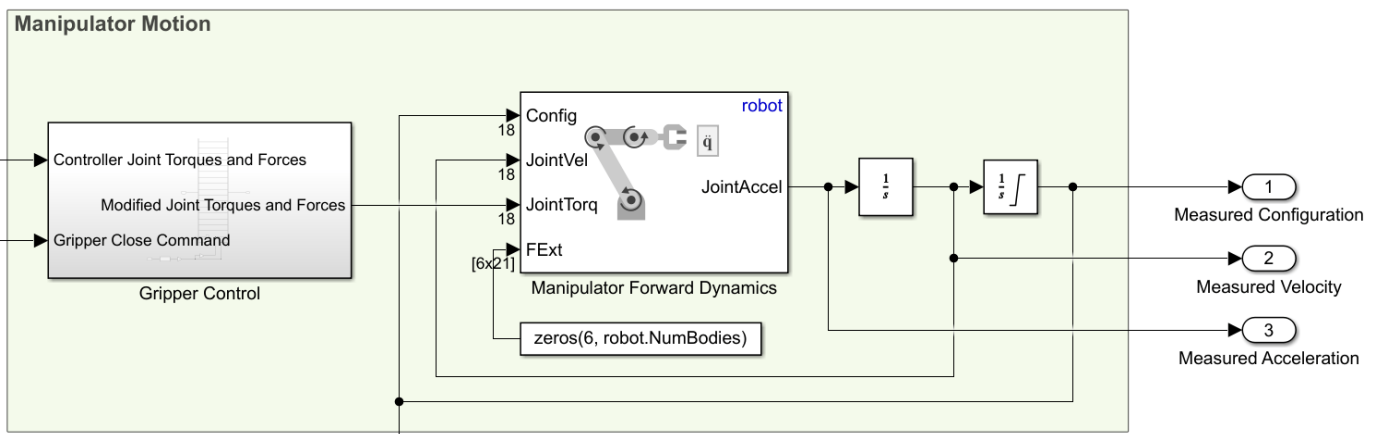 Manipulator Motion
robot
Config
18
Controller Joint Torques and Forces
JointVel
q̈
18
JointAccel
1
s
1
s
1
Modified Joint Torques and Forces
JointTorq
18
Measured Configuration
Gripper Close Command
FExt
[6x21]
2
Gripper Control
Manipulator Forward Dynamics
Measured Velocity
zeros(6, robot.NumBodies)
3
Measured Acceleration